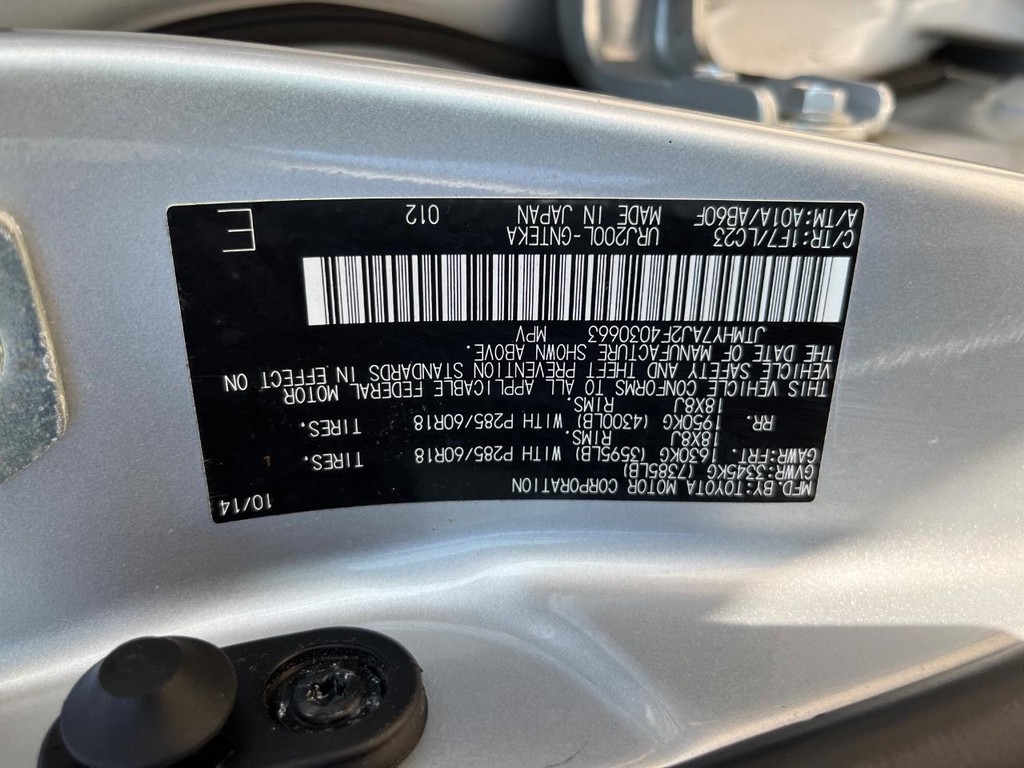 MFD.BY:TOYOTA MOTOR CORPORATION 10/14
GVWR:3345KG(7385LB)
GAWR:FRT. 1630KG (3595LB) WITH P285/60R18 TIRES.
18X8J RIMS.
RR. 1950KG (4300LB) WITH P285/60R18 TIRES.
18X8J RIMS.
THIS VEHICLE CONFORMS TO ALL APPLICABLE FEDERAL MOTOR
VEHICLE SAFETY AND THEFT PREVENTION STANDARDS IN EFFECT ON
THE DATE OF MANUFACTURE SHOWN ABOVE.
JTMHY7AJ2F4030663 MPV
C/TR:1F7/LC23 URJ200L-GNTEKA 012 E
A/TM:A01A/AB60F MADE IN JAPAN